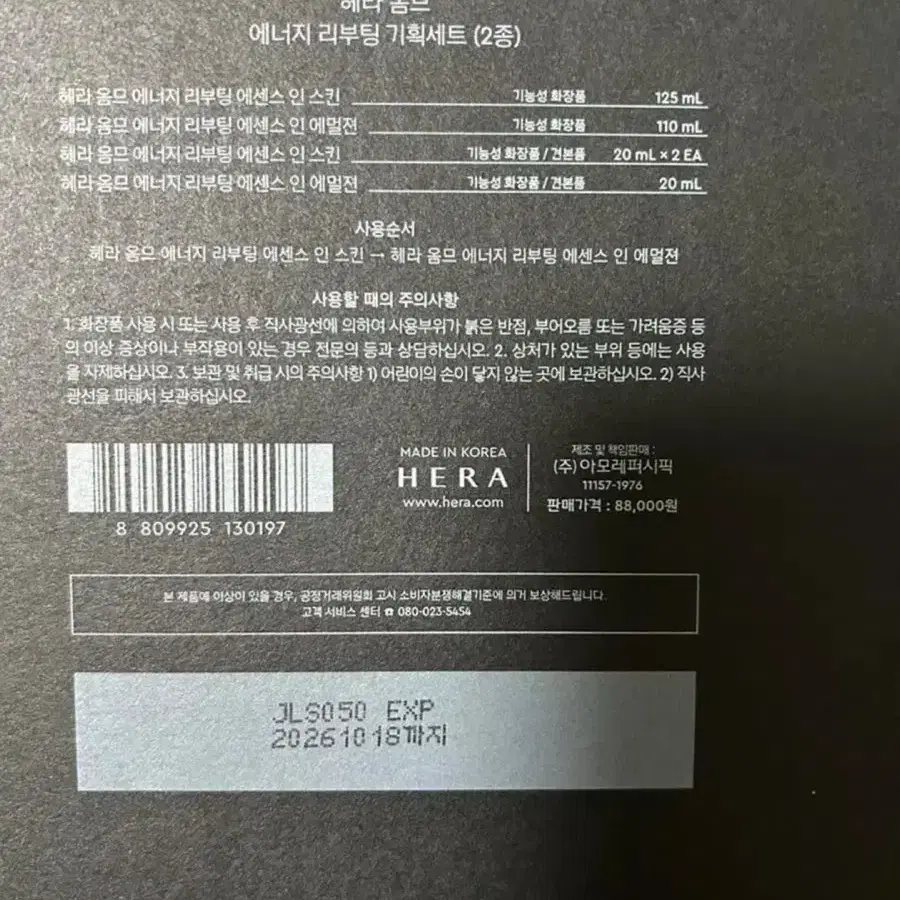 헤라 옴므
에너지 리부팅 기획세트 (2종)
헤라 옴므 에너지 리부팅 에센스 인 스킨 기능성 화장품 125 mL
헤라 옴므 에너지 리부팅 에센스 인 에멀젼 기능성 화장품 110 mL
헤라 옴므 에너지 리부팅 에센스 인 스킨 기능성 화장품 / 견본품 20 mL × 2 EA
헤라 옴므 에너지 리부팅 에센스 인 에멀젼 기능성 화장품 / 견본품 20 mL
사용순서
헤라 옴므 에너지 리부팅 에센스 인 스킨 → 헤라 옴므 에너지 리부팅 에센스 인 에멀젼
사용할 때의 주의사항
1. 화장품 사용 시 또는 사용 후 직사광선에 의하여 사용부위가 붉은 반점, 부어오름 또는 가려움증 등
의 이상 증상이나 부작용이 있는 경우 전문의 등과 상담하십시오. 2. 상처가 있는 부위 등에는 사용
을 자제하십시오. 3. 보관 및 취급 시의 주의사항 1) 어린이의 손이 닿지 않는 곳에 보관하십시오. 2) 직사
광선을 피해서 보관하십시오.
8 809925 130197
MADE IN KOREA
HERA
www.hera.com
제조 및 책임판매 :
(주)아모레퍼시픽
11157-1976
판매가격 : 88,000원
본 제품에 이상이 있을 경우, 공정거래위원회 고시 소비자분쟁해결기준에 의거 보상해드립니다.
고객 서비스 센터 ☎ 080-023-5454
JLS050 EXP
20261018까지